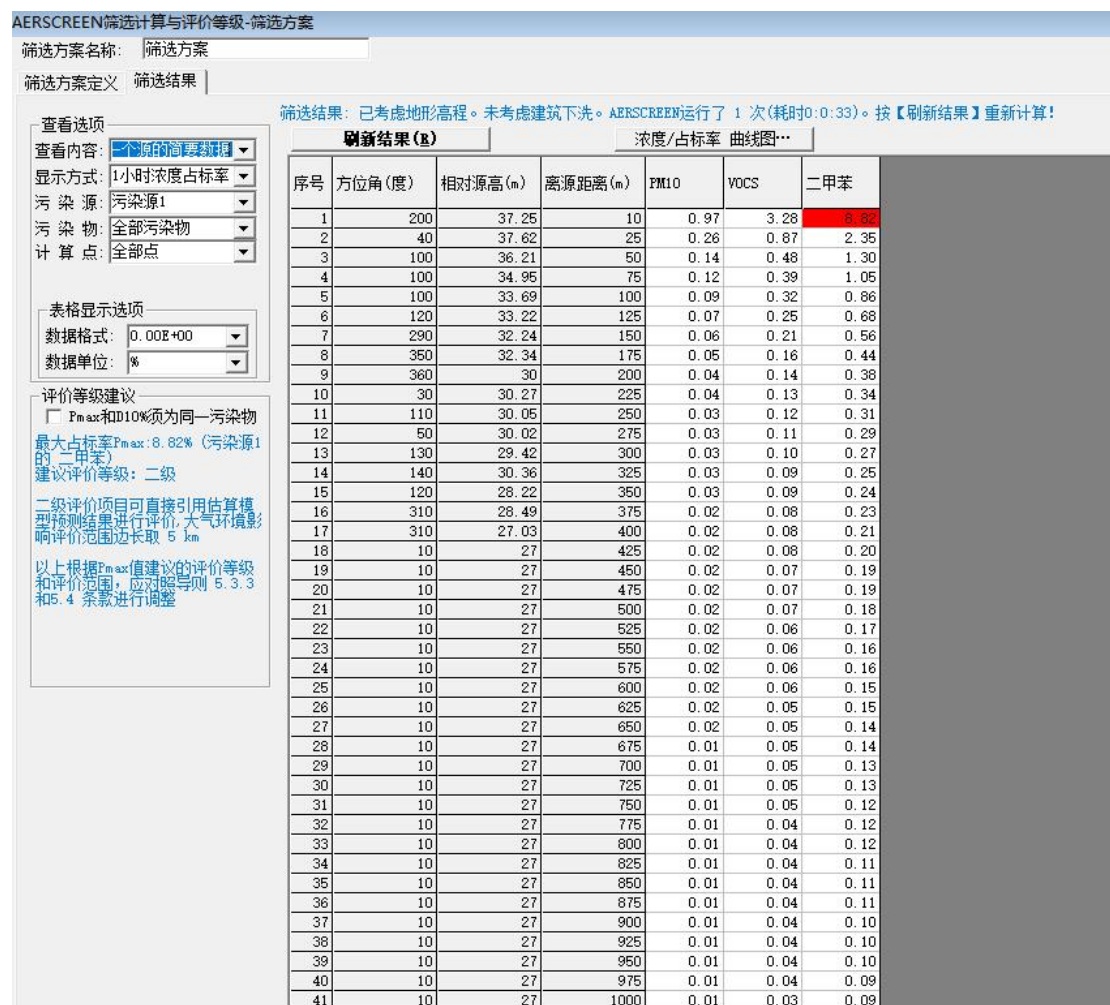 AERSCREEN筛选计算与评价等级-筛选方案
筛选方案名称: 筛选方案
筛选方案定义 筛选结果
筛选结果: 已考虑地形高程。未考虑建筑下洗。AERSCREEN运行了 1 次(耗时0:0:33)。按【刷新结果】重新计算!
查看选项
查看内容: 一个源的简要数据
显示方式: 1小时浓度占标率
污 染 源: 污染源1
污 染 物: 全部污染物
计 算 点: 全部点
表格显示选项
数据格式: 0.00E+00
数据单位: %
评价等级建议
Pmax和D10%须为同一污染物
最大占标率Pmax:8.82% (污染源1
的 二甲苯)
建议评价等级: 二级
二级评价项目可直接引用估算模
型预测结果进行评价,大气环境影
响评价范围边长取 5 km
以上根据Pmax值建议的评价等级
和评价范围,应对照导则 5.3.3
和5.4 条款进行调整
刷新结果(R) 浓度/占标率 曲线图…
序号 方位角(度) 相对源高(m) 离源距离(m) PM10 VOCS 二甲苯
1 200 37.25 10 0.97 3.28 8.82
2 40 37.62 25 0.26 0.87 2.35
3 100 36.21 50 0.14 0.48 1.30
4 100 34.95 75 0.12 0.39 1.05
5 100 33.69 100 0.09 0.32 0.86
6 120 33.22 125 0.07 0.25 0.68
7 290 32.24 150 0.06 0.21 0.56
8 350 32.34 175 0.05 0.16 0.44
9 360 30 200 0.04 0.14 0.38
10 30 30.27 225 0.04 0.13 0.34
11 110 30.05 250 0.03 0.12 0.31
12 50 30.02 275 0.03 0.11 0.29
13 130 29.42 300 0.03 0.10 0.27
14 140 30.36 325 0.03 0.09 0.25
15 120 28.22 350 0.03 0.09 0.24
16 310 28.49 375 0.02 0.08 0.23
17 310 27.03 400 0.02 0.08 0.21
18 10 27 425 0.02 0.08 0.20
19 10 27 450 0.02 0.07 0.19
20 10 27 475 0.02 0.07 0.19
21 10 27 500 0.02 0.07 0.18
22 10 27 525 0.02 0.06 0.17
23 10 27 550 0.02 0.06 0.16
24 10 27 575 0.02 0.06 0.16
25 10 27 600 0.02 0.06 0.15
26 10 27 625 0.02 0.05 0.15
27 10 27 650 0.02 0.05 0.14
28 10 27 675 0.01 0.05 0.14
29 10 27 700 0.01 0.05 0.13
30 10 27 725 0.01 0.05 0.13
31 10 27 750 0.01 0.05 0.12
32 10 27 775 0.01 0.04 0.12
33 10 27 800 0.01 0.04 0.12
34 10 27 825 0.01 0.04 0.11
35 10 27 850 0.01 0.04 0.11
36 10 27 875 0.01 0.04 0.11
37 10 27 900 0.01 0.04 0.10
38 10 27 925 0.01 0.04 0.10
39 10 27 950 0.01 0.04 0.10
40 10 27 975 0.01 0.04 0.09
41 10 27 1000 0.01 0.03 0.09